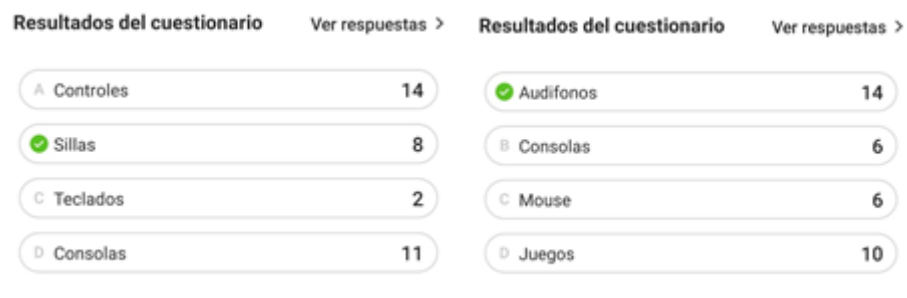 Resultados del cuestionario Ver respuestas >
A Controles 14
Sillas 8
C Teclados 2
D Consolas 11
Resultados del cuestionario Ver respuestas >
Audifonos 14
B Consolas 6
C Mouse 6
D Juegos 10